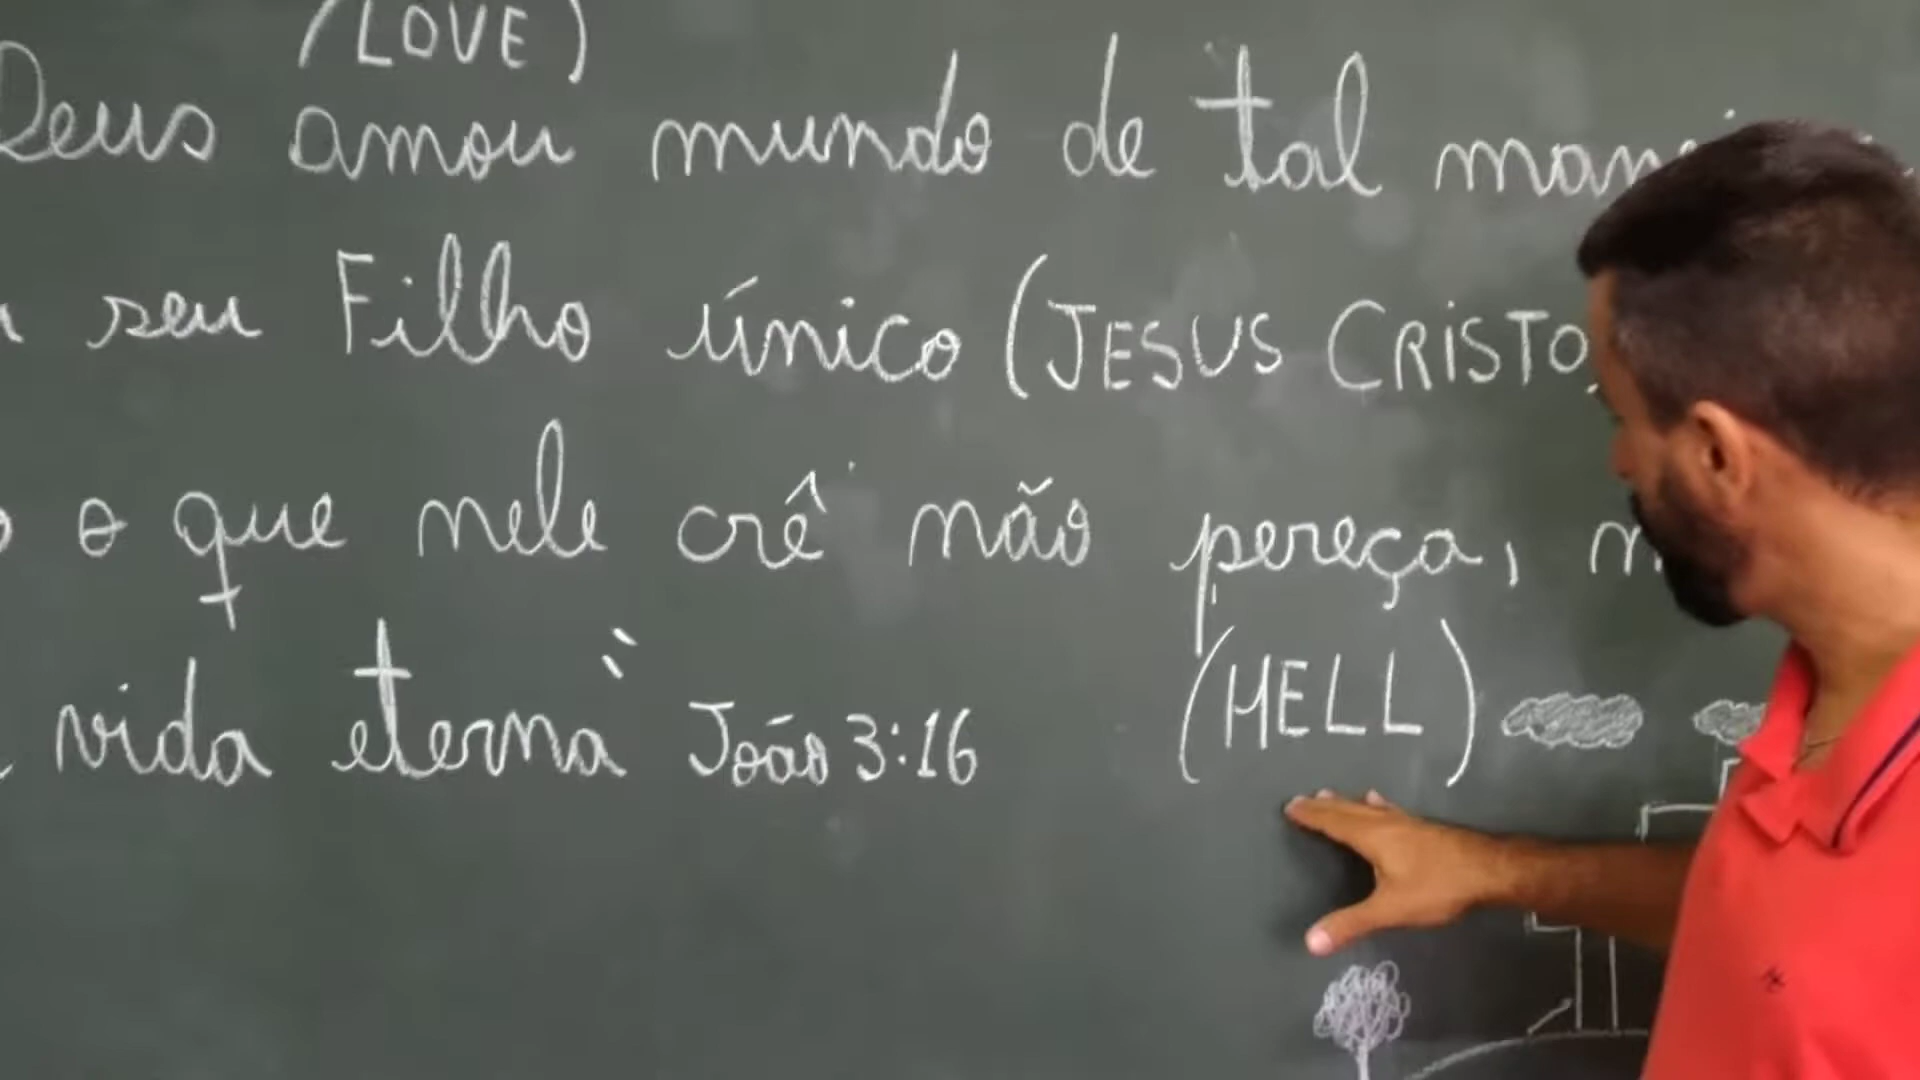 (LOVE)
Deus amou mundo de tal
seu Filho único (JESUS CRISTO
o que nele crê não pereça,
vida eterna" João 3:16
(HELL)